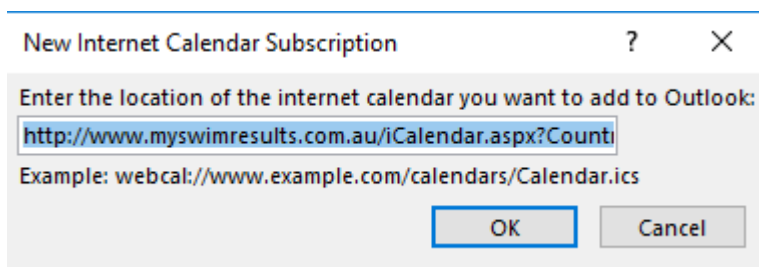 New Internet Calendar Subscription ? ×
Enter the location of the internet calendar you want to add to Outlook:
http://www.myswimresults.com.au/iCalendar.aspx?Count
Example: webcal://www.example.com/calendars/Calendar.ics
OK Cancel